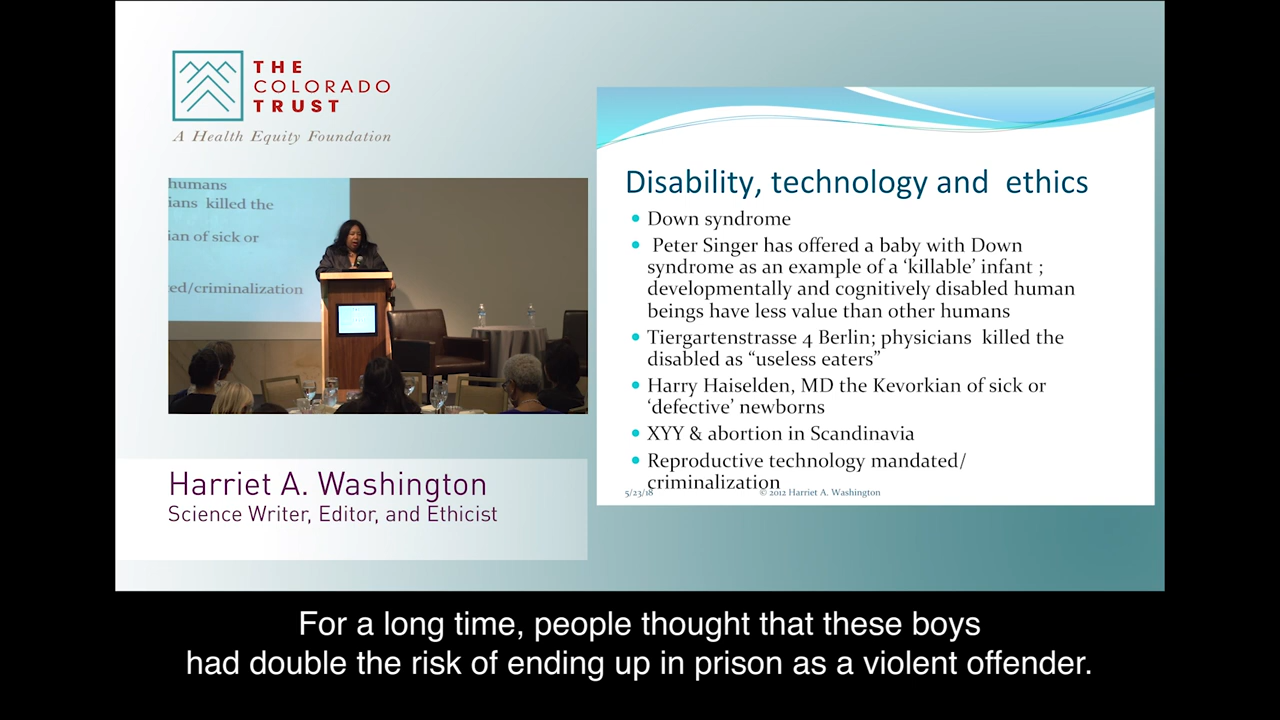 THE
COLORADO
TRUST
A Health Equity Foundation
humans
ians killed the
ian of sick or
ed/criminalization
Harriet A. Washington
Science Writer, Editor, and Ethicist
Disability, technology and ethics
• Down syndrome
• Peter Singer has offered a baby with Down
syndrome as an example of a ‘killable’ infant ;
developmentally and cognitively disabled human
beings have less value than other humans
• Tiergartenstrasse 4 Berlin; physicians killed the
disabled as “useless eaters”
• Harry Haiselden, MD the Kevorkian of sick or
‘defective’ newborns
• XYY & abortion in Scandinavia
• Reproductive technology mandated/
criminalization
5/23/18 © 2012 Harriet A. Washington
For a long time, people thought that these boys
had double the risk of ending up in prison as a violent offender.